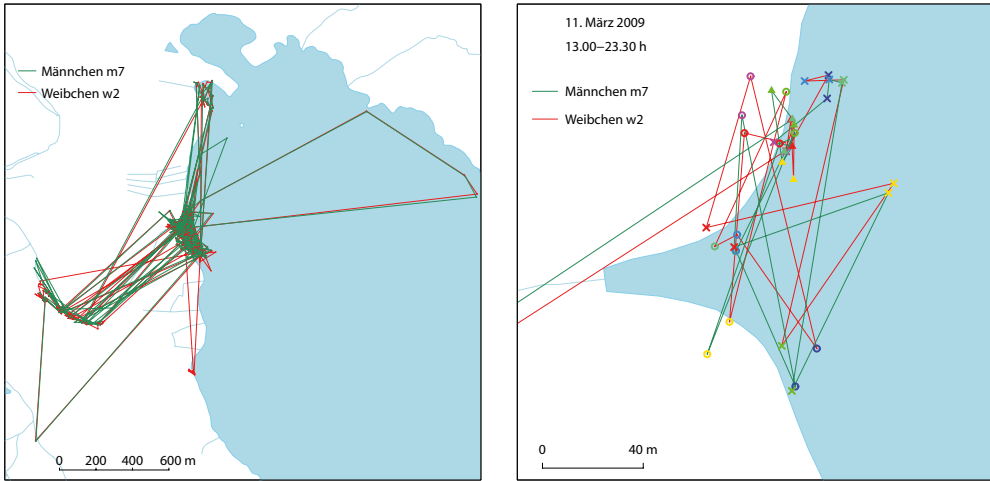 Männchen m7
Weibchen w2
0 200 400 600 m
11. März 2009
13.00–23.30 h
Männchen m7
Weibchen w2
0 40 m